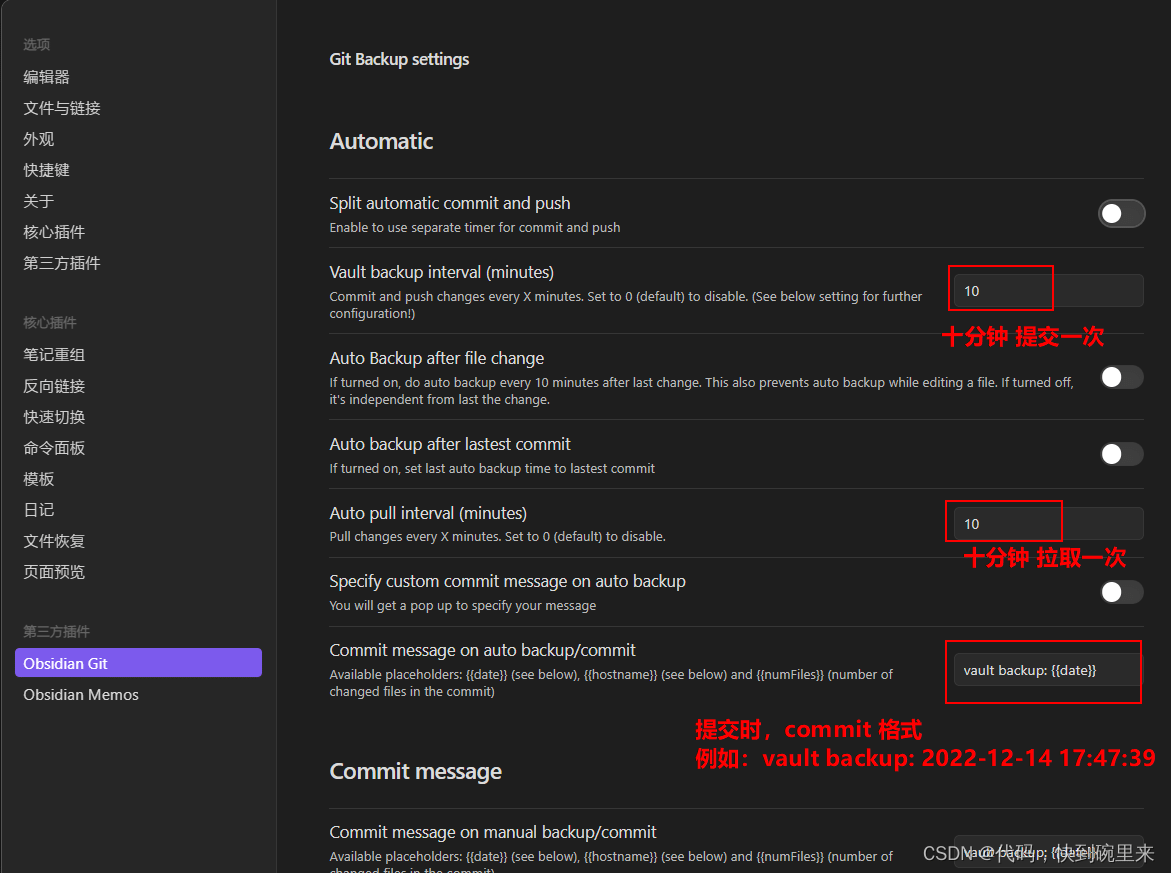 选项
编辑器
文件与链接
外观
快捷键
关于
核心插件
第三方插件
核心插件
笔记重组
反向链接
快速切换
命令面板
模板
日记
文件恢复
页面预览
第三方插件
Obsidian Git
Obsidian Memos
Git Backup settings
Automatic
Split automatic commit and push
Enable to use separate timer for commit and push
Vault backup interval (minutes)
Commit and push changes every X minutes. Set to 0 (default) to disable. (See below setting for further
configuration!)
10
十分钟 提交一次
Auto Backup after file change
If turned on, do auto backup every 10 minutes after last change. This also prevents auto backup while editing a file. If turned off,
it's independent from last the change.
Auto backup after lastest commit
If turned on, set last auto backup time to lastest commit
Auto pull interval (minutes)
Pull changes every X minutes. Set to 0 (default) to disable.
10
十分钟 拉取一次
Specify custom commit message on auto backup
You will get a pop up to specify your message
Commit message on auto backup/commit
Available placeholders: {{date}} (see below), {{hostname}} (see below) and {{numFiles}} (number of
changed files in the commit)
vault backup: {{date}}
提交时，commit 格式
例如：vault backup: 2022-12-14 17:47:39
Commit message
Commit message on manual backup/commit
Available placeholders: {{date}} (see below), {{hostname}} (see below) and {{numFiles}} (number of
changed files in the commit)
vault backup: {{date}}
CSDN @代码，快到碗里来